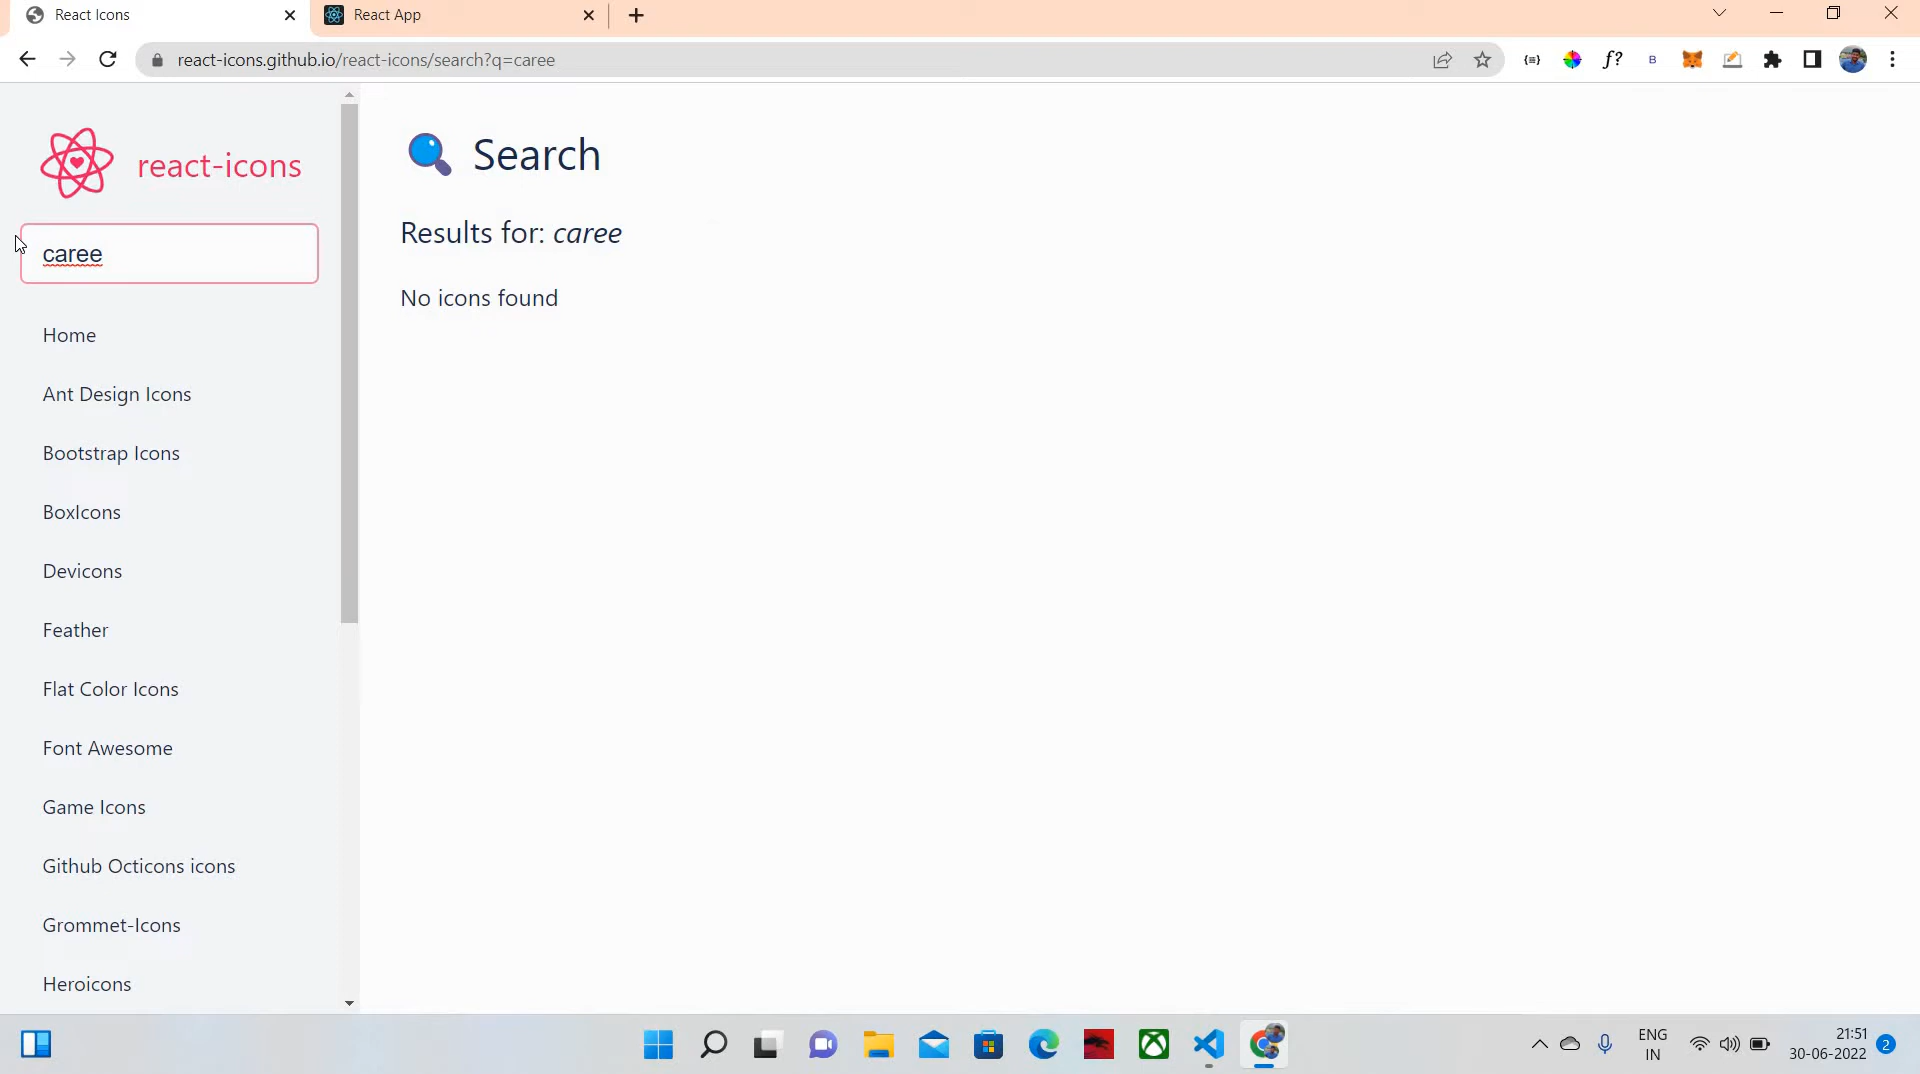 React Icons
React App
react-icons.github.io/react-icons/search?q=caree
f?
B
react-icons
caree
Home
Ant Design Icons
Bootstrap Icons
BoxIcons
Devicons
Feather
Flat Color Icons
Font Awesome
Game Icons
Github Octicons icons
Grommet-Icons
Heroicons
Search
Results for: caree
No icons found
ENG
IN
21:51
30-06-2022
2